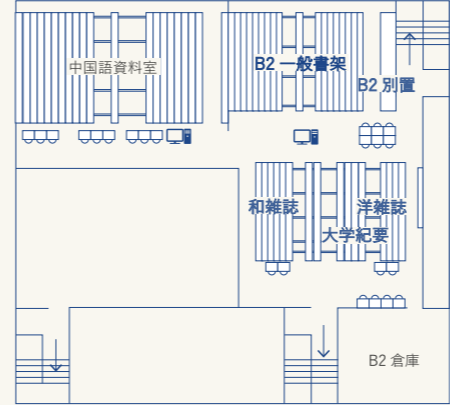 中国語資料室
B2 一般書架
B2 別置
和雑誌
洋雑誌
大学紀要
B2 倉庫